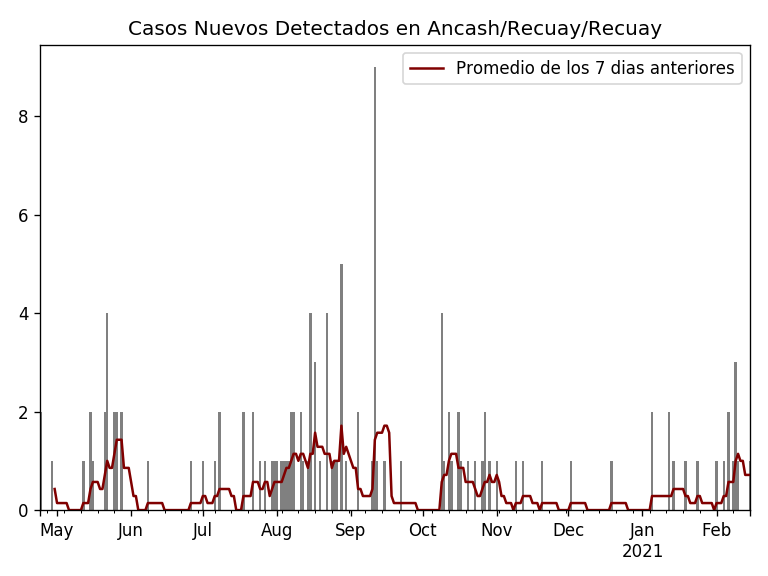 Casos Nuevos Detectados en Ancash/Recuay/Recuay
Promedio de los 7 dias anteriores
8
6
4
2
0
May Jun Jul Aug Sep Oct Nov Dec Jan Feb
2021